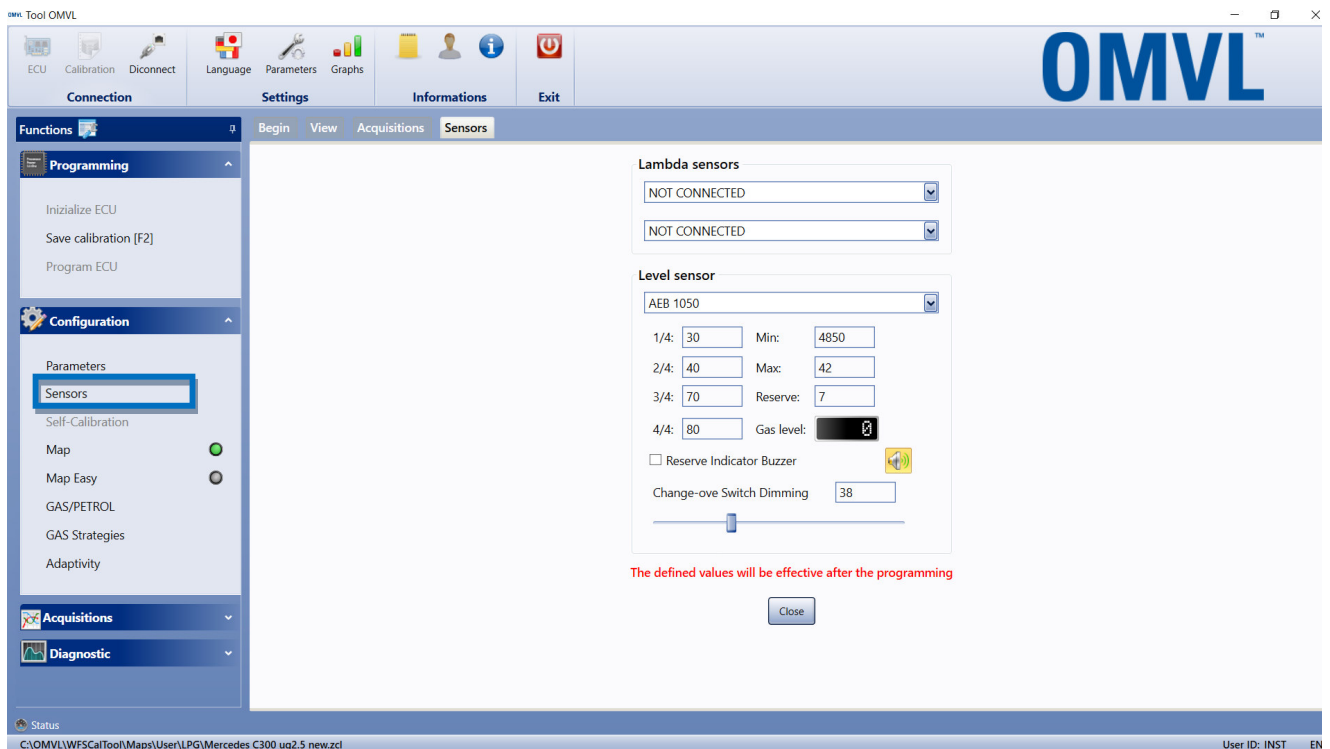 OMVL Tool OMVL
ECU Calibration Diconnect Language Parameters Graphs
Connection Settings Informations Exit
OMVL™
Functions
Begin View Acquisitions Sensors
Programming
Inizialize ECU
Save calibration [F2]
Program ECU
Configuration
Parameters
Sensors
Self-Calibration
Map
Map Easy
GAS/PETROL
GAS Strategies
Adaptivity
Acquisitions
Diagnostic
Lambda sensors
NOT CONNECTED
NOT CONNECTED
Level sensor
AEB 1050
1/4: 30 Min: 4850
2/4: 40 Max: 42
3/4: 70 Reserve: 7
4/4: 80 Gas level: 0
Reserve Indicator Buzzer
Change-ove Switch Dimming 38
The defined values will be effective after the programming
Close
Status
C:\OMVL\WFSCalTool\Maps\User\LPG\Mercedes C300 ug2.5 new.zcl User ID: INST EN